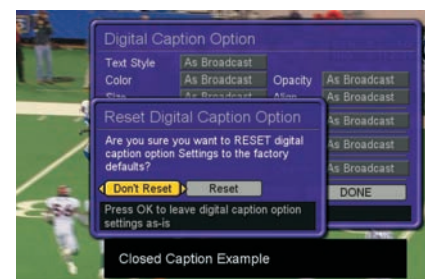 Digital Caption Option
Text Style As Broadcast
Color As Broadcast Opacity As Broadcast
Size As Broadcast Align As Broadcast
As Broadcast
Reset Digital Caption Option
Are you sure you want to RESET digital
caption option Settings to the factory
defaults?
As Broadcast
Don't Reset Reset
DONE
Press OK to leave digital caption option
settings as-is
Closed Caption Example